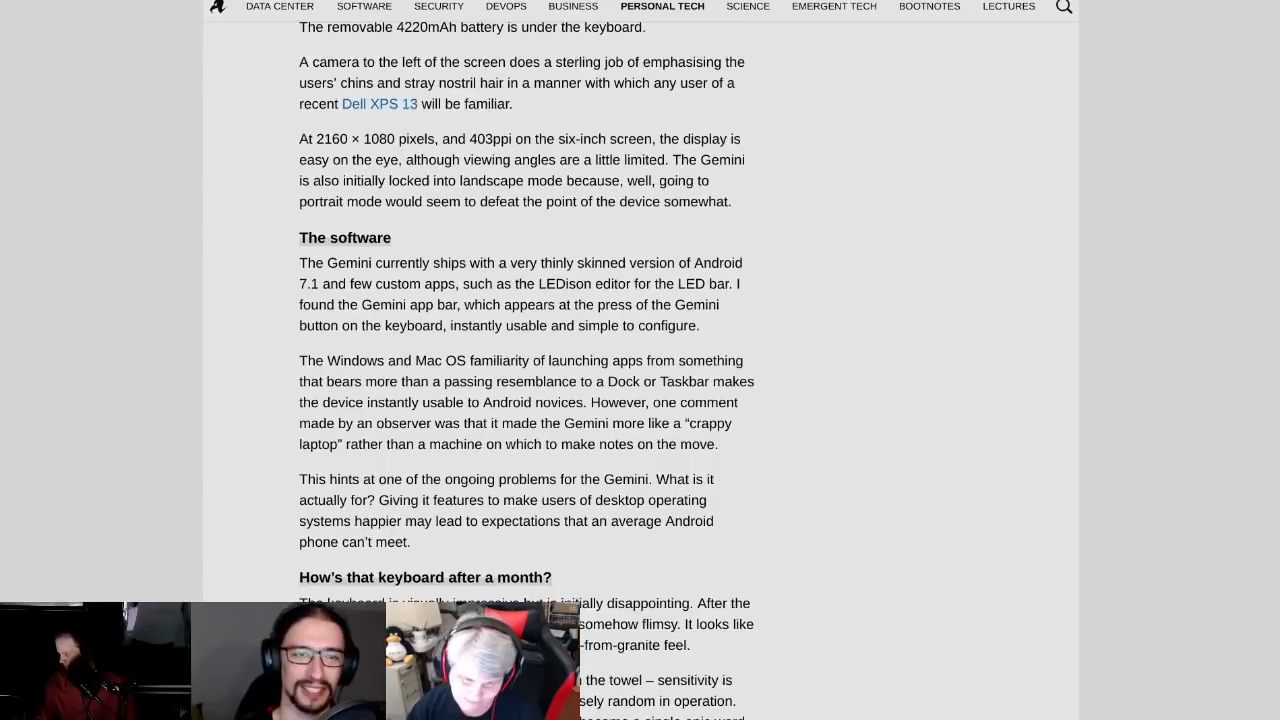 DATA CENTER SOFTWARE SECURITY DEVOPS BUSINESS PERSONAL TECH SCIENCE EMERGENT TECH BOOTNOTES LECTURES
The removable 4220mAh battery is under the keyboard.
A camera to the left of the screen does a sterling job of emphasising the
users’ chins and stray nostril hair in a manner with which any user of a
recent Dell XPS 13 will be familiar.
At 2160 × 1080 pixels, and 403ppi on the six-inch screen, the display is
easy on the eye, although viewing angles are a little limited. The Gemini
is also initially locked into landscape mode because, well, going to
portrait mode would seem to defeat the point of the device somewhat.
The software
The Gemini currently ships with a very thinly skinned version of Android
7.1 and few custom apps, such as the LEDison editor for the LED bar. I
found the Gemini app bar, which appears at the press of the Gemini
button on the keyboard, instantly usable and simple to configure.
The Windows and Mac OS familiarity of launching apps from something
that bears more than a passing resemblance to a Dock or Taskbar makes
the device instantly usable to Android novices. However, one comment
made by an observer was that it made the Gemini more like a “crappy
laptop” rather than a machine on which to make notes on the move.
This hints at one of the ongoing problems for the Gemini. What is it
actually for? Giving it features to make users of desktop operating
systems happier may lead to expectations that an average Android
phone can’t meet.
How’s that keyboard after a month?
The keyboard is visually impressive but is initially disappointing. After the
somehow flimsy. It looks like
-from-granite feel.
the towel – sensitivity is
random in operation.